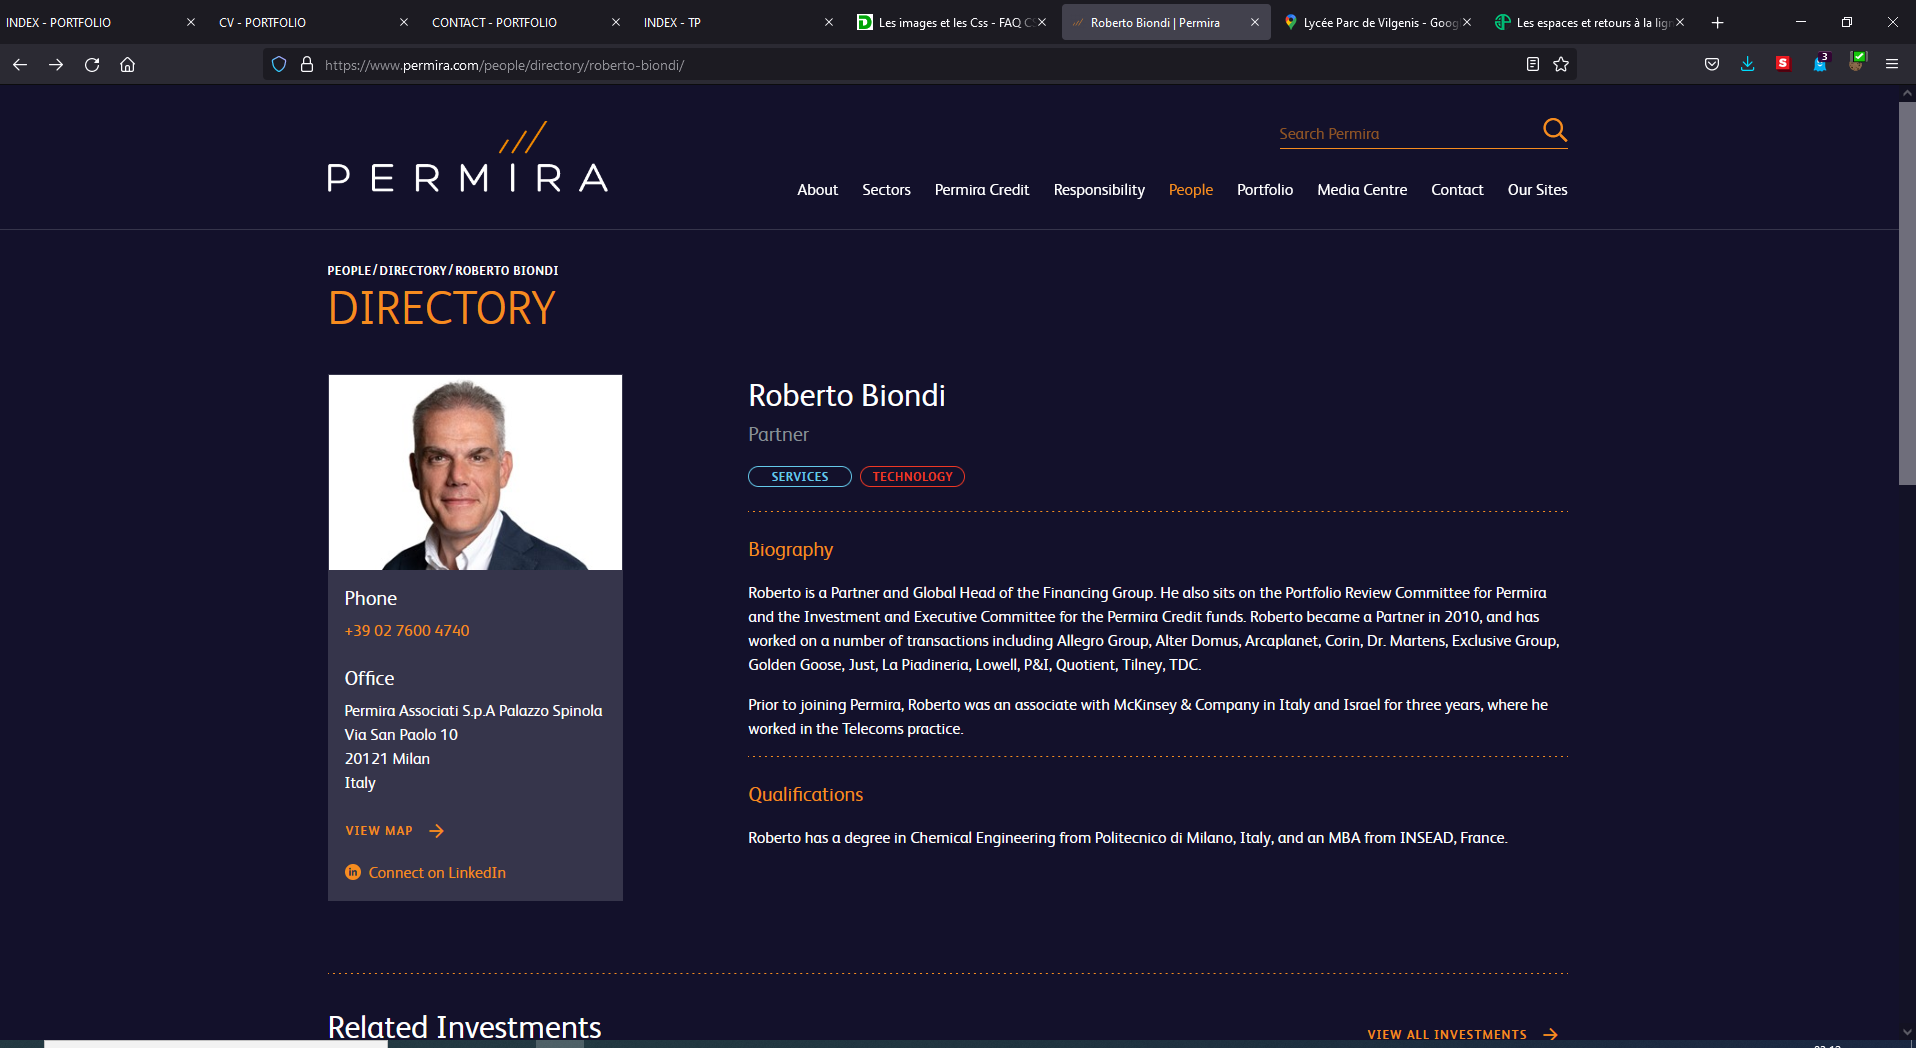 INDEX - PORTFOLIO
CV - PORTFOLIO
CONTACT - PORTFOLIO
INDEX - TP
Les images et les Css - FAQ CS
Roberto Biondi | Permira
Lycée Parc de Vilgenis - Goog
Les espaces et retours à la lign
https://www.permira.com/people/directory/roberto-biondi/
3
PERMIRA
Search Permira
About Sectors Permira Credit Responsibility People Portfolio Media Centre Contact Our Sites
PEOPLE / DIRECTORY / ROBERTO BIONDI
DIRECTORY
Phone
+39 02 7600 4740
Office
Permira Associati S.p.A Palazzo Spinola
Via San Paolo 10
20121 Milan
Italy
VIEW MAP
Connect on LinkedIn
Roberto Biondi
Partner
SERVICES TECHNOLOGY
Biography
Roberto is a Partner and Global Head of the Financing Group. He also sits on the Portfolio Review Committee for Permira
and the Investment and Executive Committee for the Permira Credit funds. Roberto became a Partner in 2010, and has
worked on a number of transactions including Allegro Group, Alter Domus, Arcaplanet, Corin, Dr. Martens, Exclusive Group,
Golden Goose, Just, La Piadineria, Lowell, P&I, Quotient, Tilney, TDC.
Prior to joining Permira, Roberto was an associate with McKinsey & Company in Italy and Israel for three years, where he
worked in the Telecoms practice.
Qualifications
Roberto has a degree in Chemical Engineering from Politecnico di Milano, Italy, and an MBA from INSEAD, France.
Related Investments
VIEW ALL INVESTMENTS